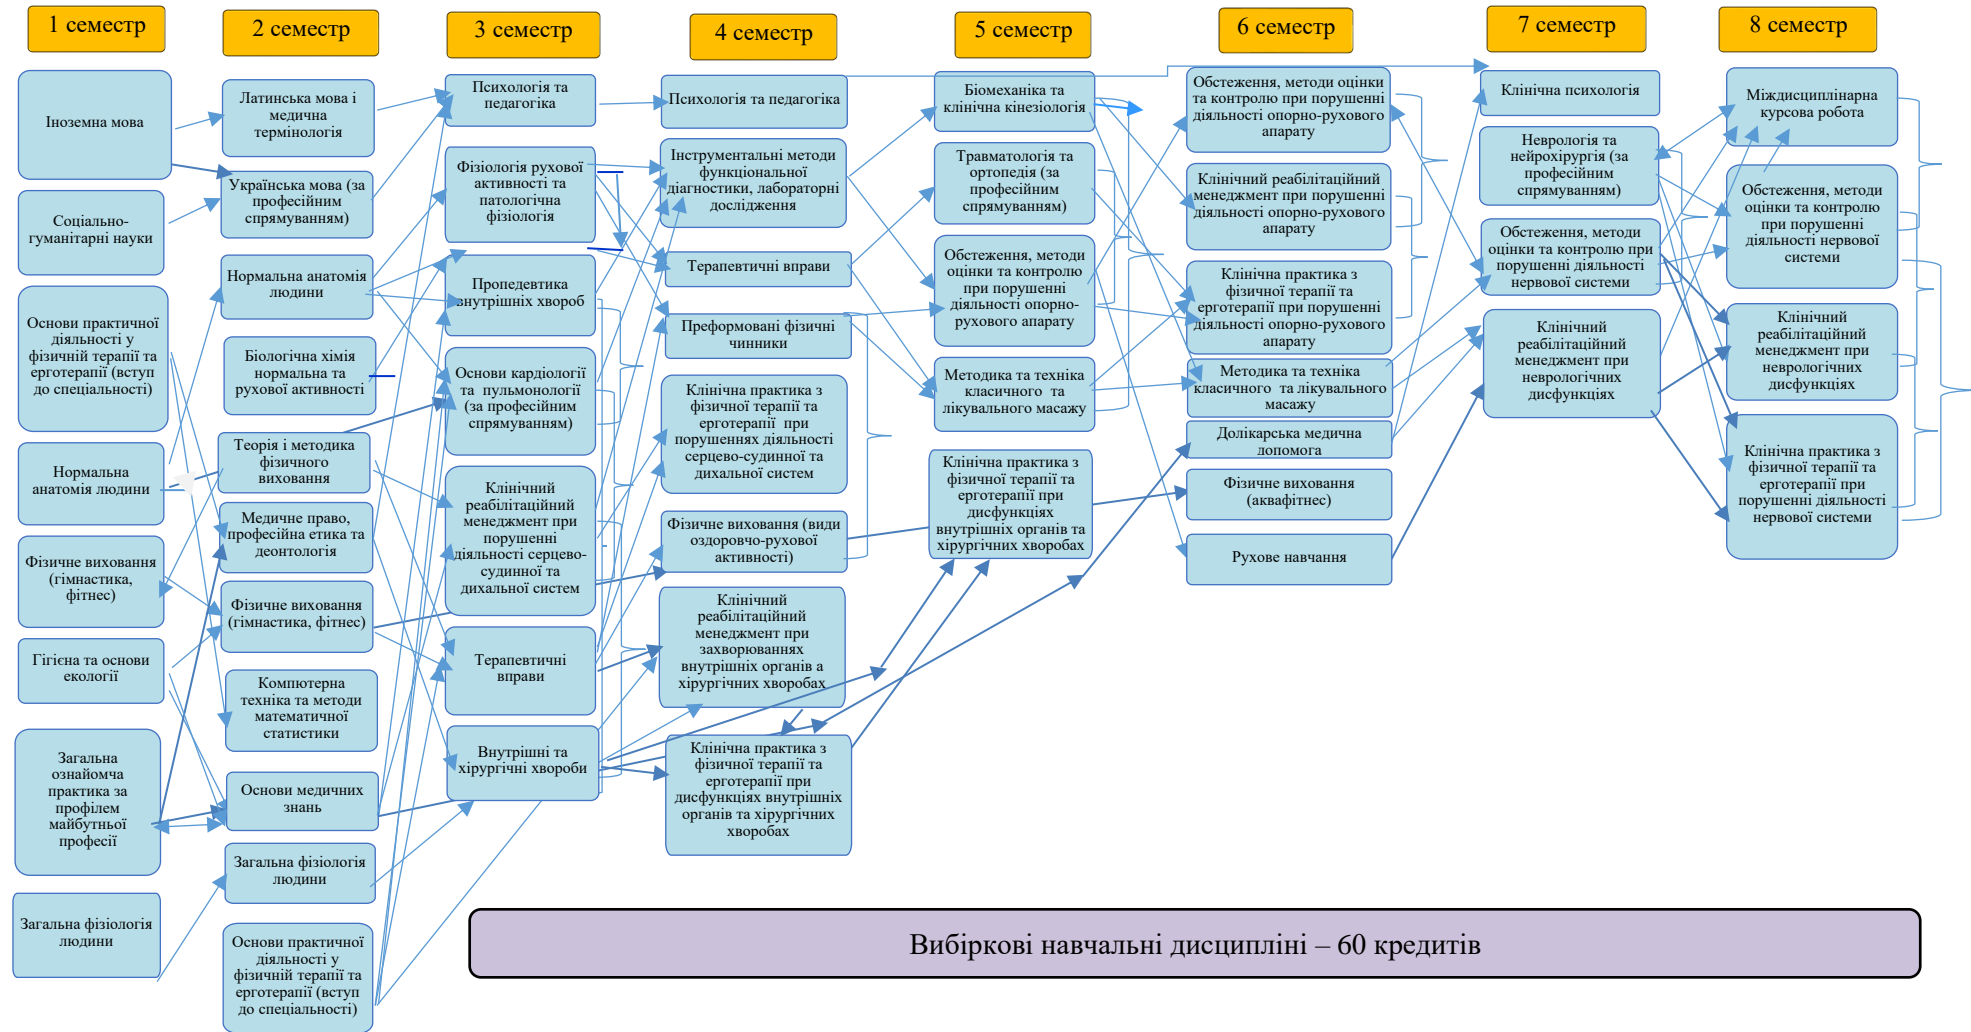 1 семестр
2 семестр
3 семестр
4 семестр
5 семестр
6 семестр
7 семестр
8 семестр
Іноземна мова
Соціально-
гуманітарні науки
Основи практичної
діяльності у
фізичній терапії та
ерготерапії (вступ
до спеціальності)
Нормальна
анатомія людини
Фізичне виховання
(гімнастика,
фітнес)
Гігієна та основи
екології
Загальна
ознайомча
практика за
профілем
майбутньої
професії
Загальна фізіологія
людини
Латинська мова і
медична
термінологія
Українська мова (за
професійним
спрямуванням)
Нормальна анатомія
людини
Біологічна хімія
нормальна та
рухової активності
Теорія і методика
фізичного
виховання
Медичне право,
професійна етика та
деонтологія
Фізичне виховання
(гімнастика, фітнес)
Компютерна
техніка та методи
математичної
статистики
Основи медичних
знань
Загальна фізіологія
людини
Основи практичної
діяльності у
фізичній терапії та
ерготерапії (вступ
до спеціальності)
Психологія та
педагогіка
Фізіологія рухової
активності та
патологічна
фізіологія
Пропедевтика
внутрішніх хвороб
Основи кардіології
та пульмонології
(за професійним
спрямуванням)
Клінічний
реабілітаційний
менеджмент при
порушенні
діяльності серцево-
судинної та
дихальної систем
Терапевтичні
вправи
Внутрішні та
хірургічні хвороби
Психологія та педагогіка
Інструментальні методи
функціональної
діагностики, лабораторні
дослідження
Терапевтичні вправи
Преформовані фізичні
чинники
Клінічна практика з
фізичної терапії та
ерготерапії при
порушеннях діяльності
серцево-судинної та
дихальної систем
Фізичне виховання (види
оздоровчо-рухової
активності)
Клінічний
реабілітаційний
менеджмент при
захворюваннях
внутрішніх органів а
хірургічних хворобах
Клінічна практика з
фізичної терапії та
ерготерапії при
дисфункціях внутрішніх
органів та хірургічних
хворобах
Біомеханіка та
клінічна кінезіологія
Травматологія та
ортопедія (за
професійним
спрямуванням)
Обстеження, методи
оцінки та контролю
при порушенні
діяльності опорно-
рухового апарату
Методика та техніка
класичного та
лікувального масажу
Клінічна практика з
фізичної терапії та
ерготерапії при
дисфункціях
внутрішніх органів та
хірургічних хворобах
Обстеження, методи оцінки
та контролю при порушенні
діяльності опорно-рухового
апарату
Клінічний реабілітаційний
менеджмент при порушенні
діяльності опорно-рухового
апарату
Клінічна практика з
фізичної терапії та
ерготерапії при порушенні
діяльності опорно-рухового
апарату
Методика та техніка
класичного та лікувального
масажу
Долікарська медична
допомога
Фізичне виховання
(аквафітнес)
Рухове навчання
Клінічна психологія
Неврологія та
нейрохірургія (за
професійним
спрямуванням)
Обстеження, методи
оцінки та контролю при
порушенні діяльності
нервової системи
Клінічний
реабілітаційний
менеджмент при
неврологічних
дисфункціях
Міждисциплінарна
курсова робота
Обстеження, методи
оцінки та контролю
при порушенні
діяльності нервової
системи
Клінічний
реабілітаційний
менеджмент при
неврологічних
дисфункціях
Клінічна практика з
фізичної терапії та
ерготерапії при
порушенні діяльності
нервової системи
Вибіркові навчальні дисципліні – 60 кредитів